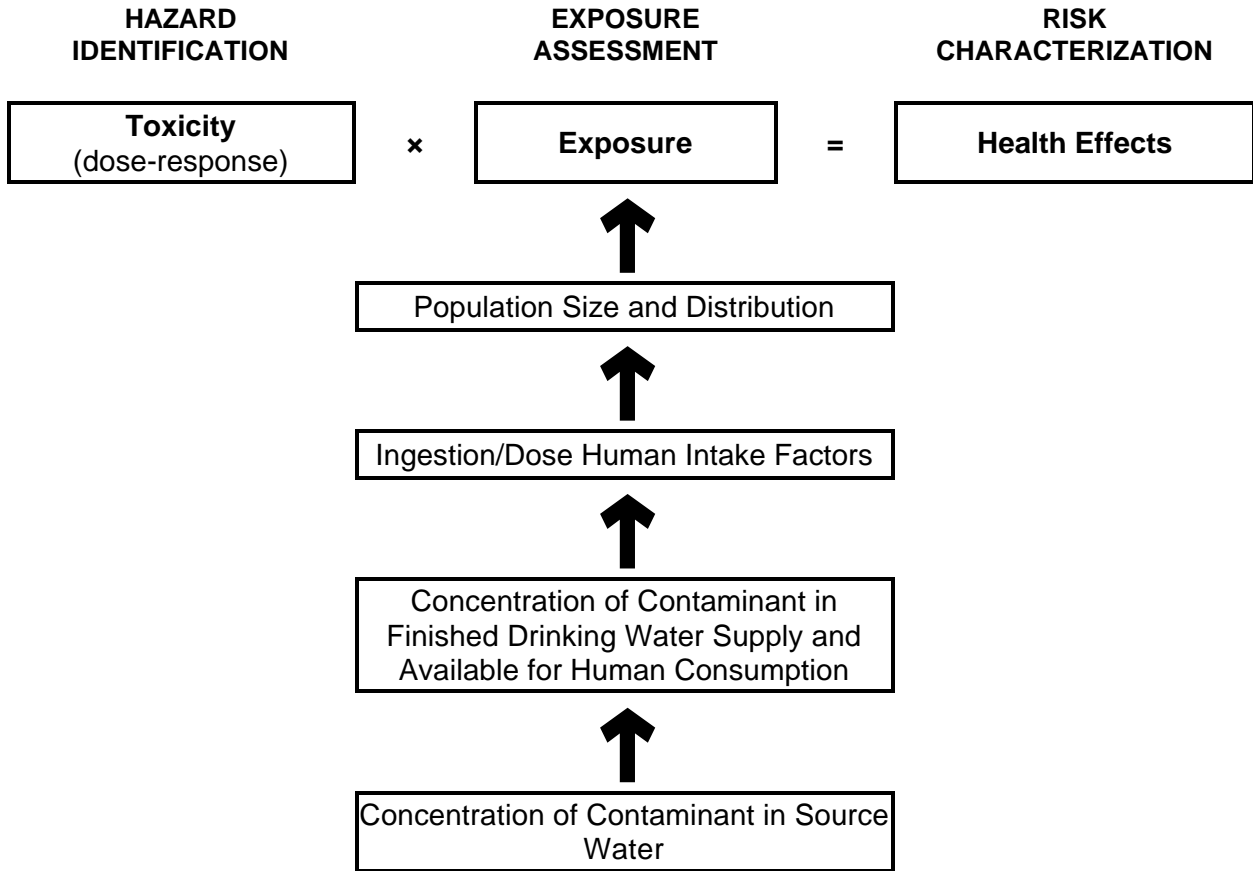 HAZARD
IDENTIFICATION
EXPOSURE
ASSESSMENT
RISK
CHARACTERIZATION
Toxicity
(dose-response)
×
Exposure
=
Health Effects
Population Size and Distribution
Ingestion/Dose Human Intake Factors
Concentration of Contaminant in
Finished Drinking Water Supply and
Available for Human Consumption
Concentration of Contaminant in Source
Water